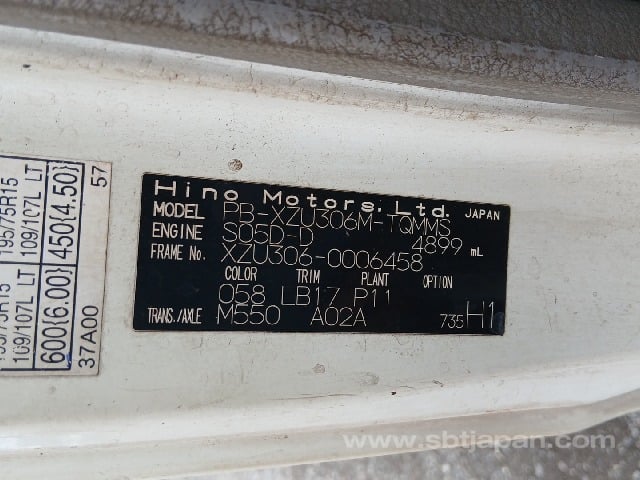 Hino Motors, Ltd. JAPAN
MODEL PB-XZU306M-TQMMS
ENGINE S05D-D 4899 mL
FRAME No. XZU306-0006458
COLOR TRIM PLANT OPTION
058 LB17 P11
TRANS./AXLE M550 A02A 735 H1
195/75R15
109/107L LT
109/107L LT
600(6.00) 450(4.50)
37A00 57
www.sbtjapan.com